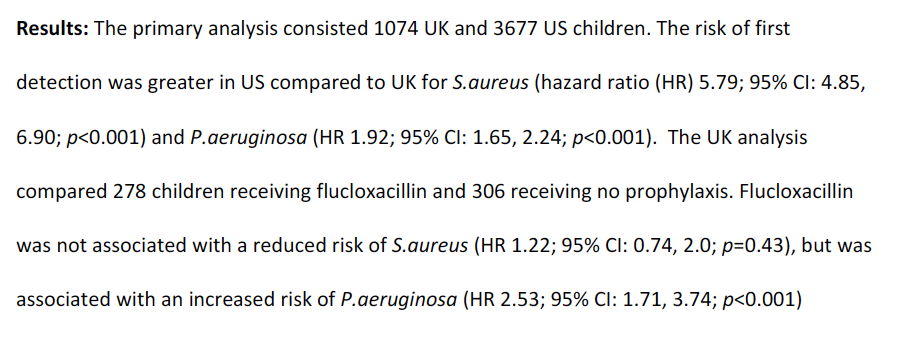 Results: The primary analysis consisted 1074 UK and 3677 US children. The risk of first
detection was greater in US compared to UK for S.aureus (hazard ratio (HR) 5.79; 95% CI: 4.85,
6.90; p<0.001) and P.aeruginosa (HR 1.92; 95% CI: 1.65, 2.24; p<0.001).  The UK analysis
compared 278 children receiving flucloxacillin and 306 receiving no prophylaxis. Flucloxacillin
was not associated with a reduced risk of S.aureus (HR 1.22; 95% CI: 0.74, 2.0; p=0.43), but was
associated with an increased risk of P.aeruginosa (HR 2.53; 95% CI: 1.71, 3.74; p<0.001)